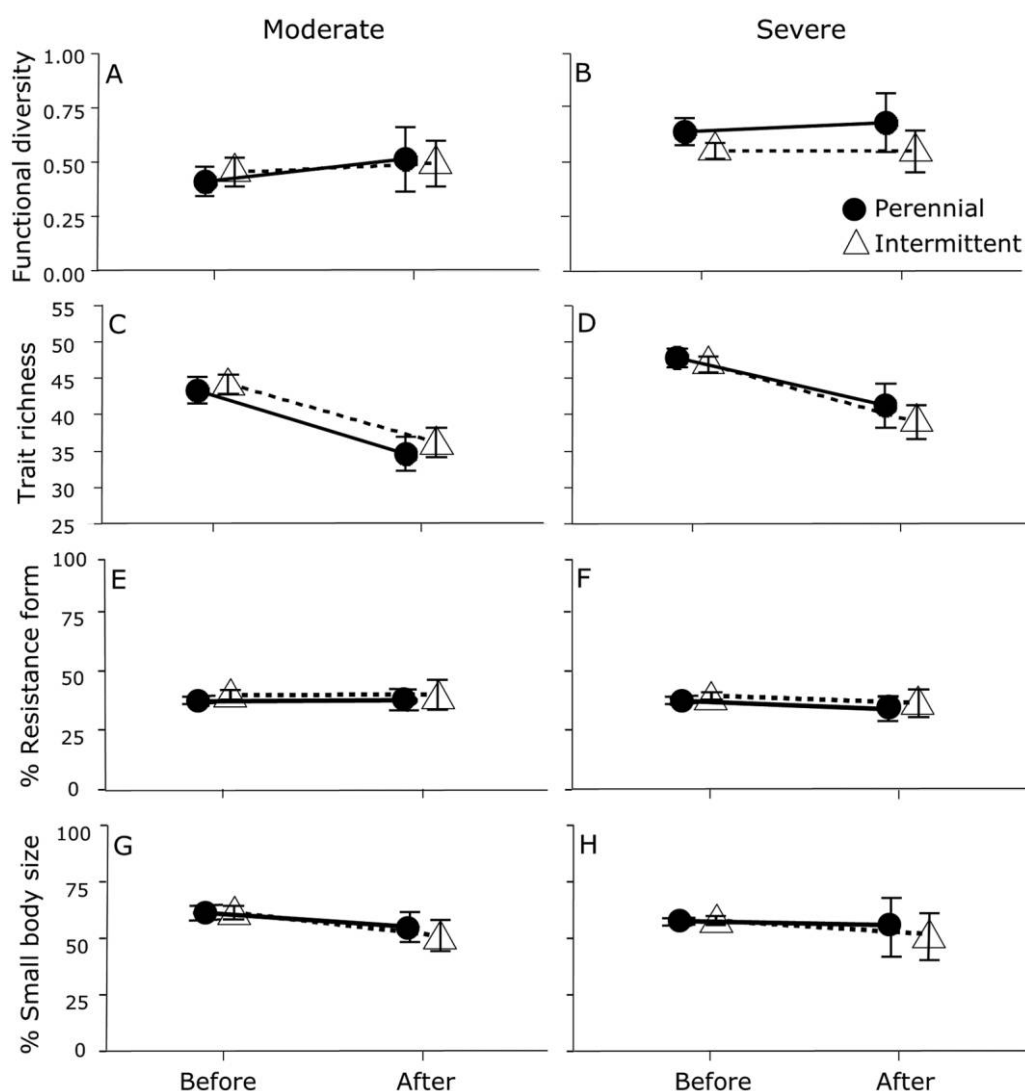 Moderate
Severe
Functional diversity
1.00
0.75
0.50
0.25
0.00
A
B
Perennial
Intermittent
Trait richness
55
50
45
40
35
30
25
C
D
% Resistance form
100
75
50
25
0
E
F
% Small body size
100
75
50
25
0
G
H
Before
After
Before
After